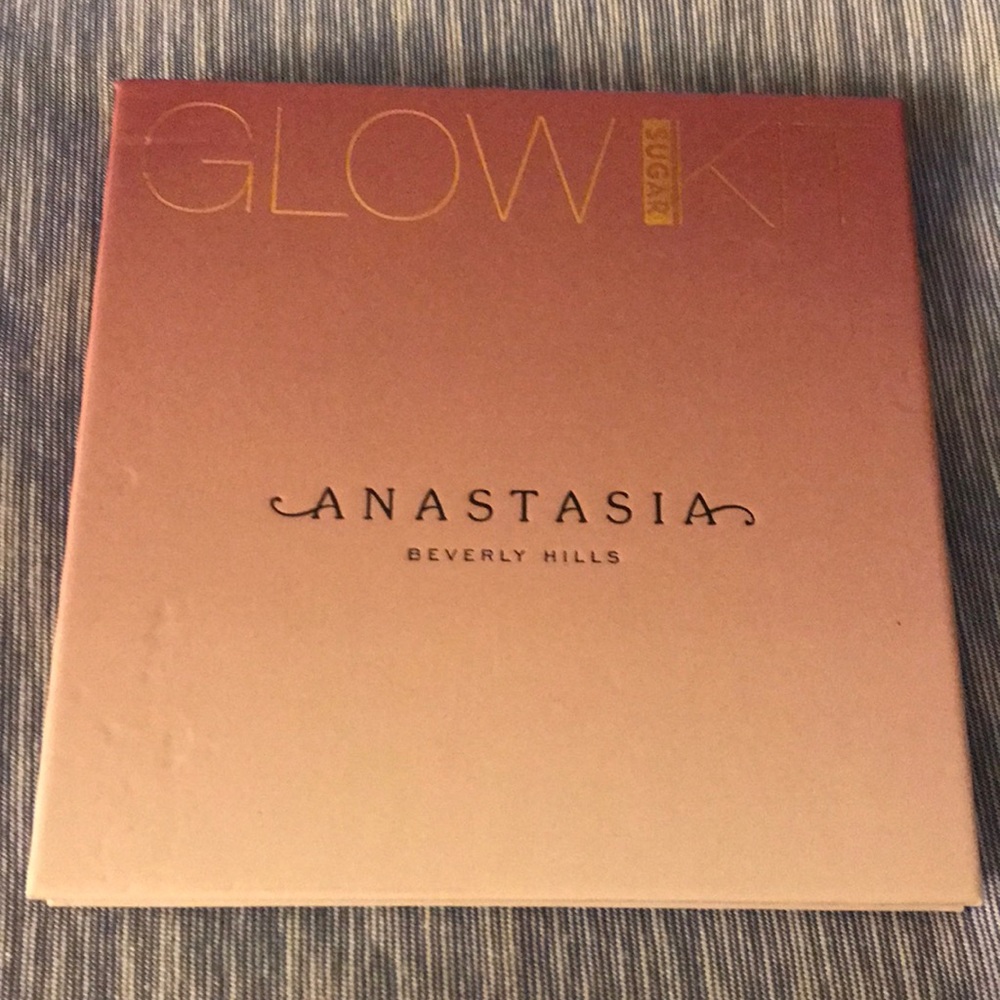 GLOW KIT
SUGAR
ANASTASIA
BEVERLY HILLS